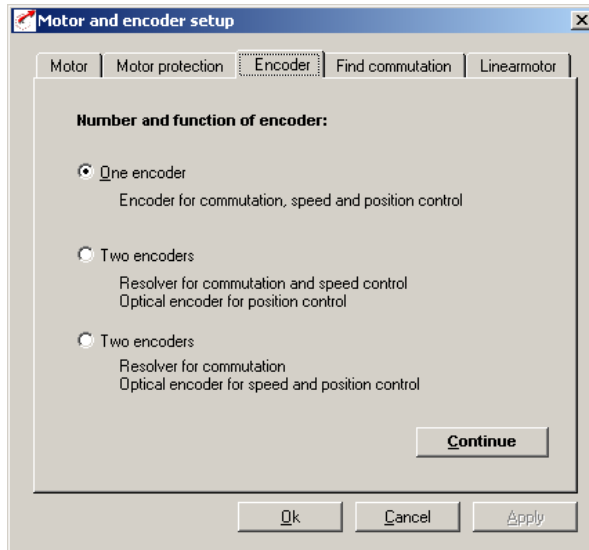 Motor and encoder setup
Motor Motor protection Encoder Find commutation Linearmotor
Number and function of encoder:
One encoder
Encoder for commutation, speed and position control
Two encoders
Resolver for commutation and speed control
Optical encoder for position control
Two encoders
Resolver for commutation
Optical encoder for speed and position control
Continue
Ok Cancel Apply